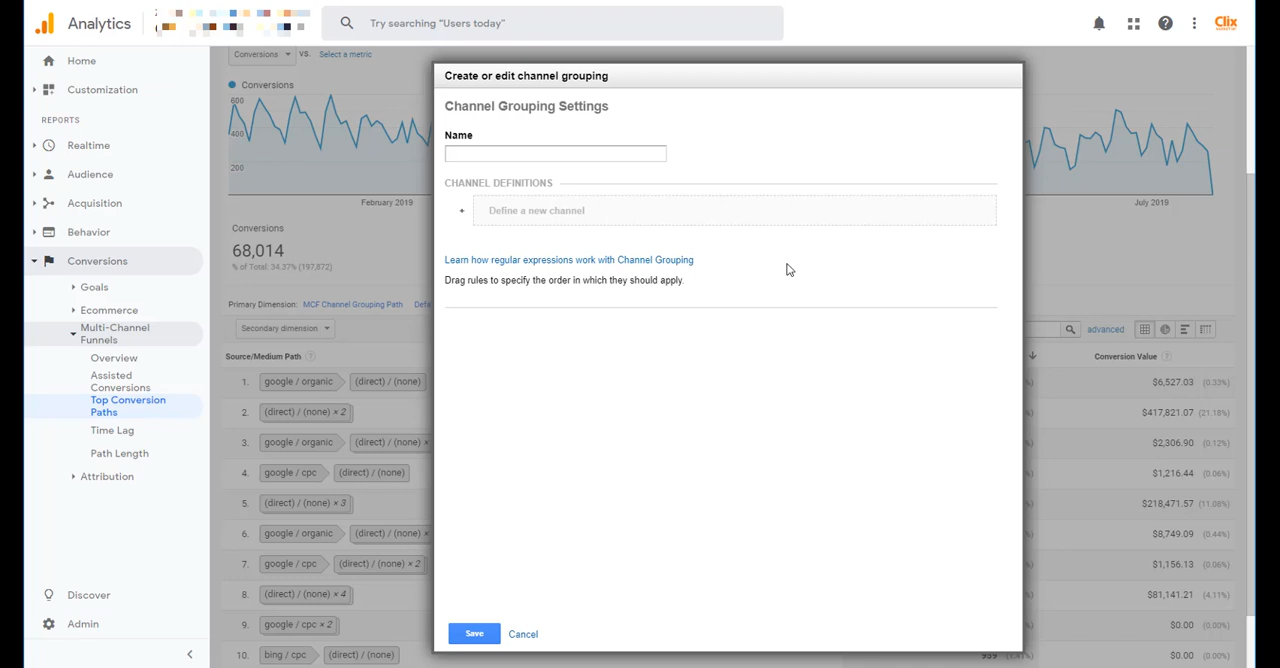 Analytics
Try searching "Users today"
Clix
Home
Customization
REPORTS
Realtime
Audience
Acquisition
Behavior
Conversions
Goals
Ecommerce
Multi-Channel
Funnels
Overview
Assisted
Conversions
Top Conversion
Paths
Time Lag
Path Length
Attribution
Discover
Admin
Conversions
VS.
Select a metric
Conversions
600
400
200
February 2019
July 2019
Conversions
68,014
% of Total: 34.37% (197,872)
Primary Dimension: MCF Channel Grouping Path
Secondary dimension
advanced
Source/Medium Path
Conversion Value
1. google / organic (direct) / (none) $6,527.03 (0.33%)
2. (direct) / (none) × 2 $417,821.07 (21.18%)
3. google / organic (direct) / (none) × $2,306.90 (0.12%)
4. google / cpc (direct) / (none) $1,216.44 (0.06%)
5. (direct) / (none) × 3 $218,471.57 (11.08%)
6. google / organic (direct) / (none) × $8,749.09 (0.44%)
7. google / cpc (direct) / (none) × 2 $1,156.13 (0.06%)
8. (direct) / (none) × 4 $81,141.21 (4.11%)
9. google / cpc × 2 $0.00 (0.00%)
10. bing / cpc (direct) / (none) 959 (1.41%) $0.00 (0.00%)
Create or edit channel grouping
Channel Grouping Settings
Name
CHANNEL DEFINITIONS
+ Define a new channel
Learn how regular expressions work with Channel Grouping
Drag rules to specify the order in which they should apply.
Save
Cancel